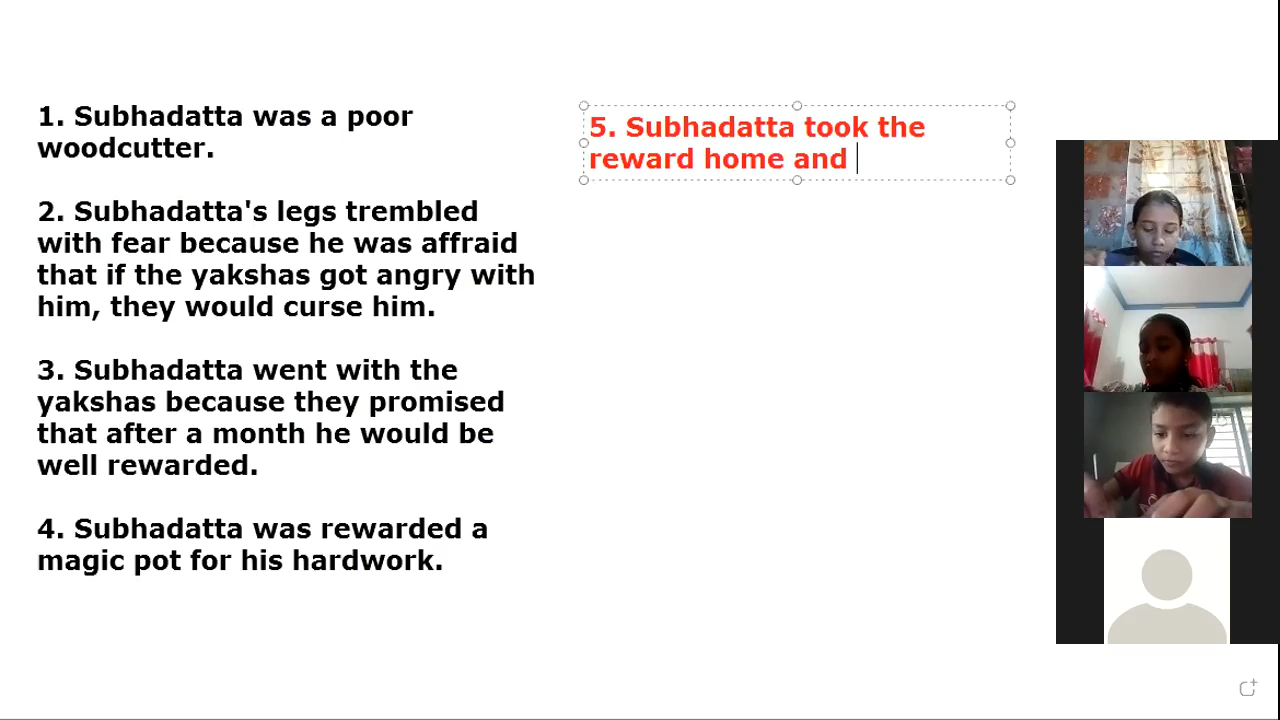 1. Subhadatta was a poor
woodcutter.
2. Subhadatta's legs trembled
with fear because he was affraid
that if the yakshas got angry with
him, they would curse him.
3. Subhadatta went with the
yakshas because they promised
that after a month he would be
well rewarded.
4. Subhadatta was rewarded a
magic pot for his hardwork.
5. Subhadatta took the
reward home and